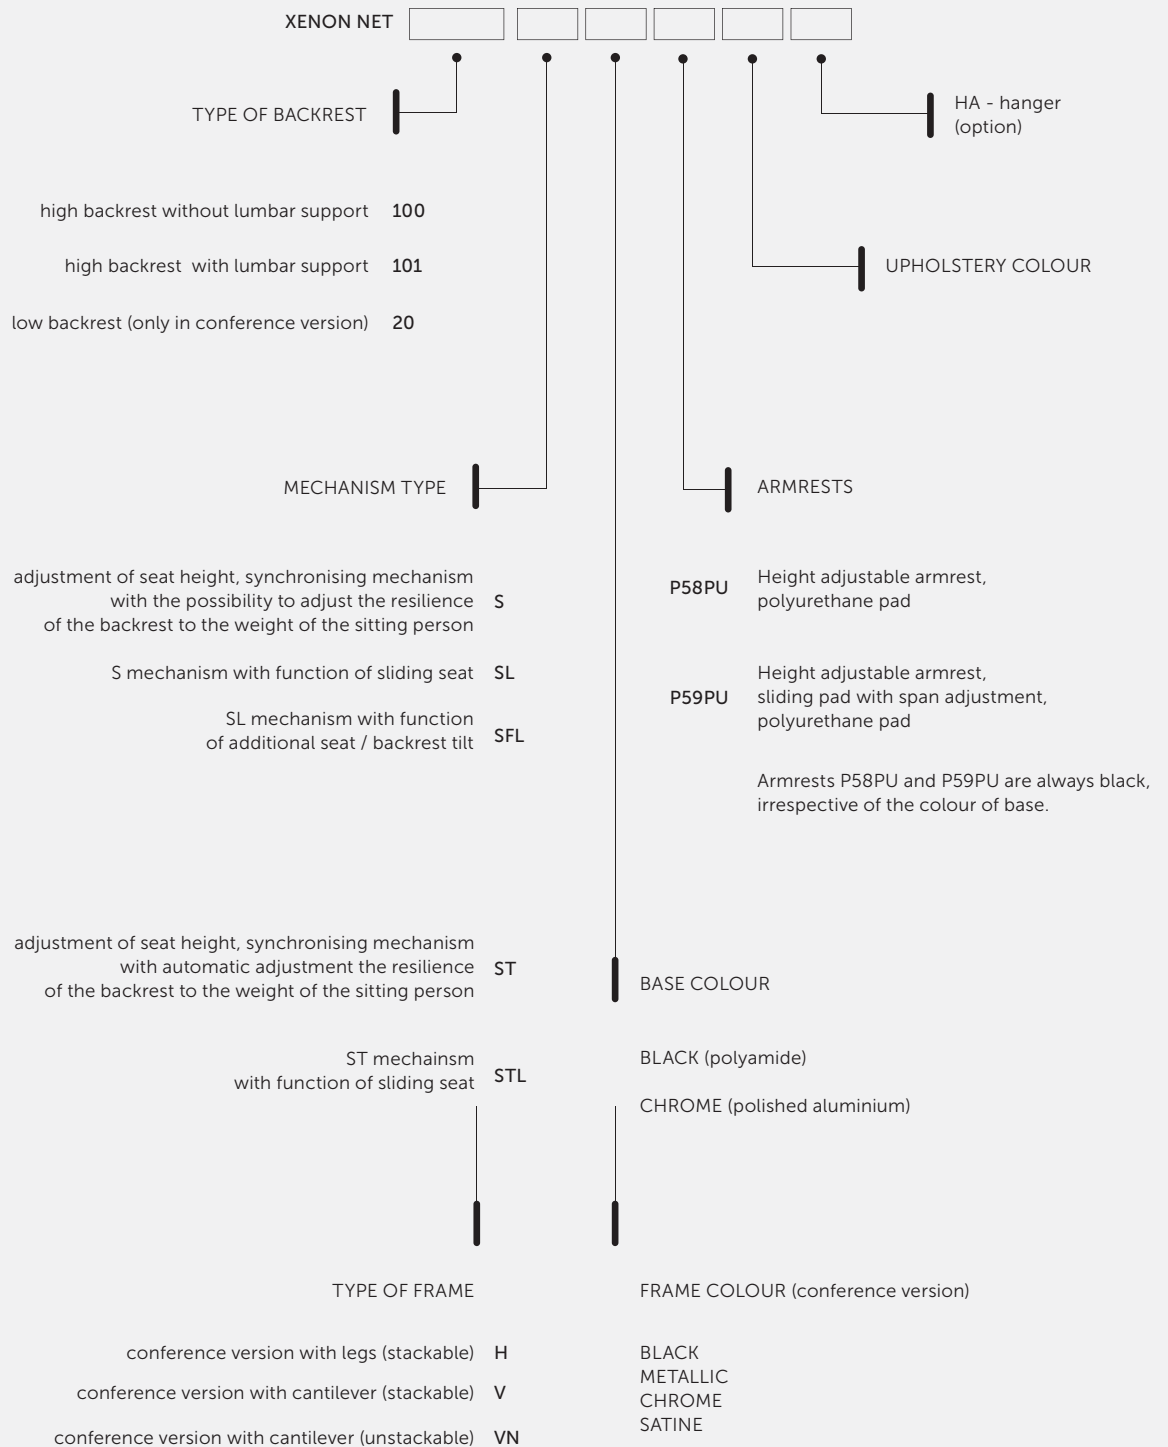 XENON NET
TYPE OF BACKREST
HA - hanger
(option)
high backrest without lumbar support 100
high backrest with lumbar support 101
low backrest (only in conference version) 20
UPHOLSTERY COLOUR
MECHANISM TYPE
adjustment of seat height, synchronising mechanism
with the possibility to adjust the resilience S
of the backrest to the weight of the sitting person
S mechanism with function of sliding seat SL
SL mechanism with function
of additional seat / backrest tilt SFL
ARMRESTS
P58PU Height adjustable armrest,
polyurethane pad
Height adjustable armrest,
P59PU sliding pad with span adjustment,
polyurethane pad
Armrests P58PU and P59PU are always black,
irrespective of the colour of base.
adjustment of seat height, synchronising mechanism
with automatic adjustment the resilience ST
of the backrest to the weight of the sitting person
ST mechainsm
with function of sliding seat STL
BASE COLOUR
BLACK (polyamide)
CHROME (polished aluminium)
TYPE OF FRAME
conference version with legs (stackable) H
conference version with cantilever (stackable) V
conference version with cantilever (unstackable) VN
FRAME COLOUR (conference version)
BLACK
METALLIC
CHROME
SATINE